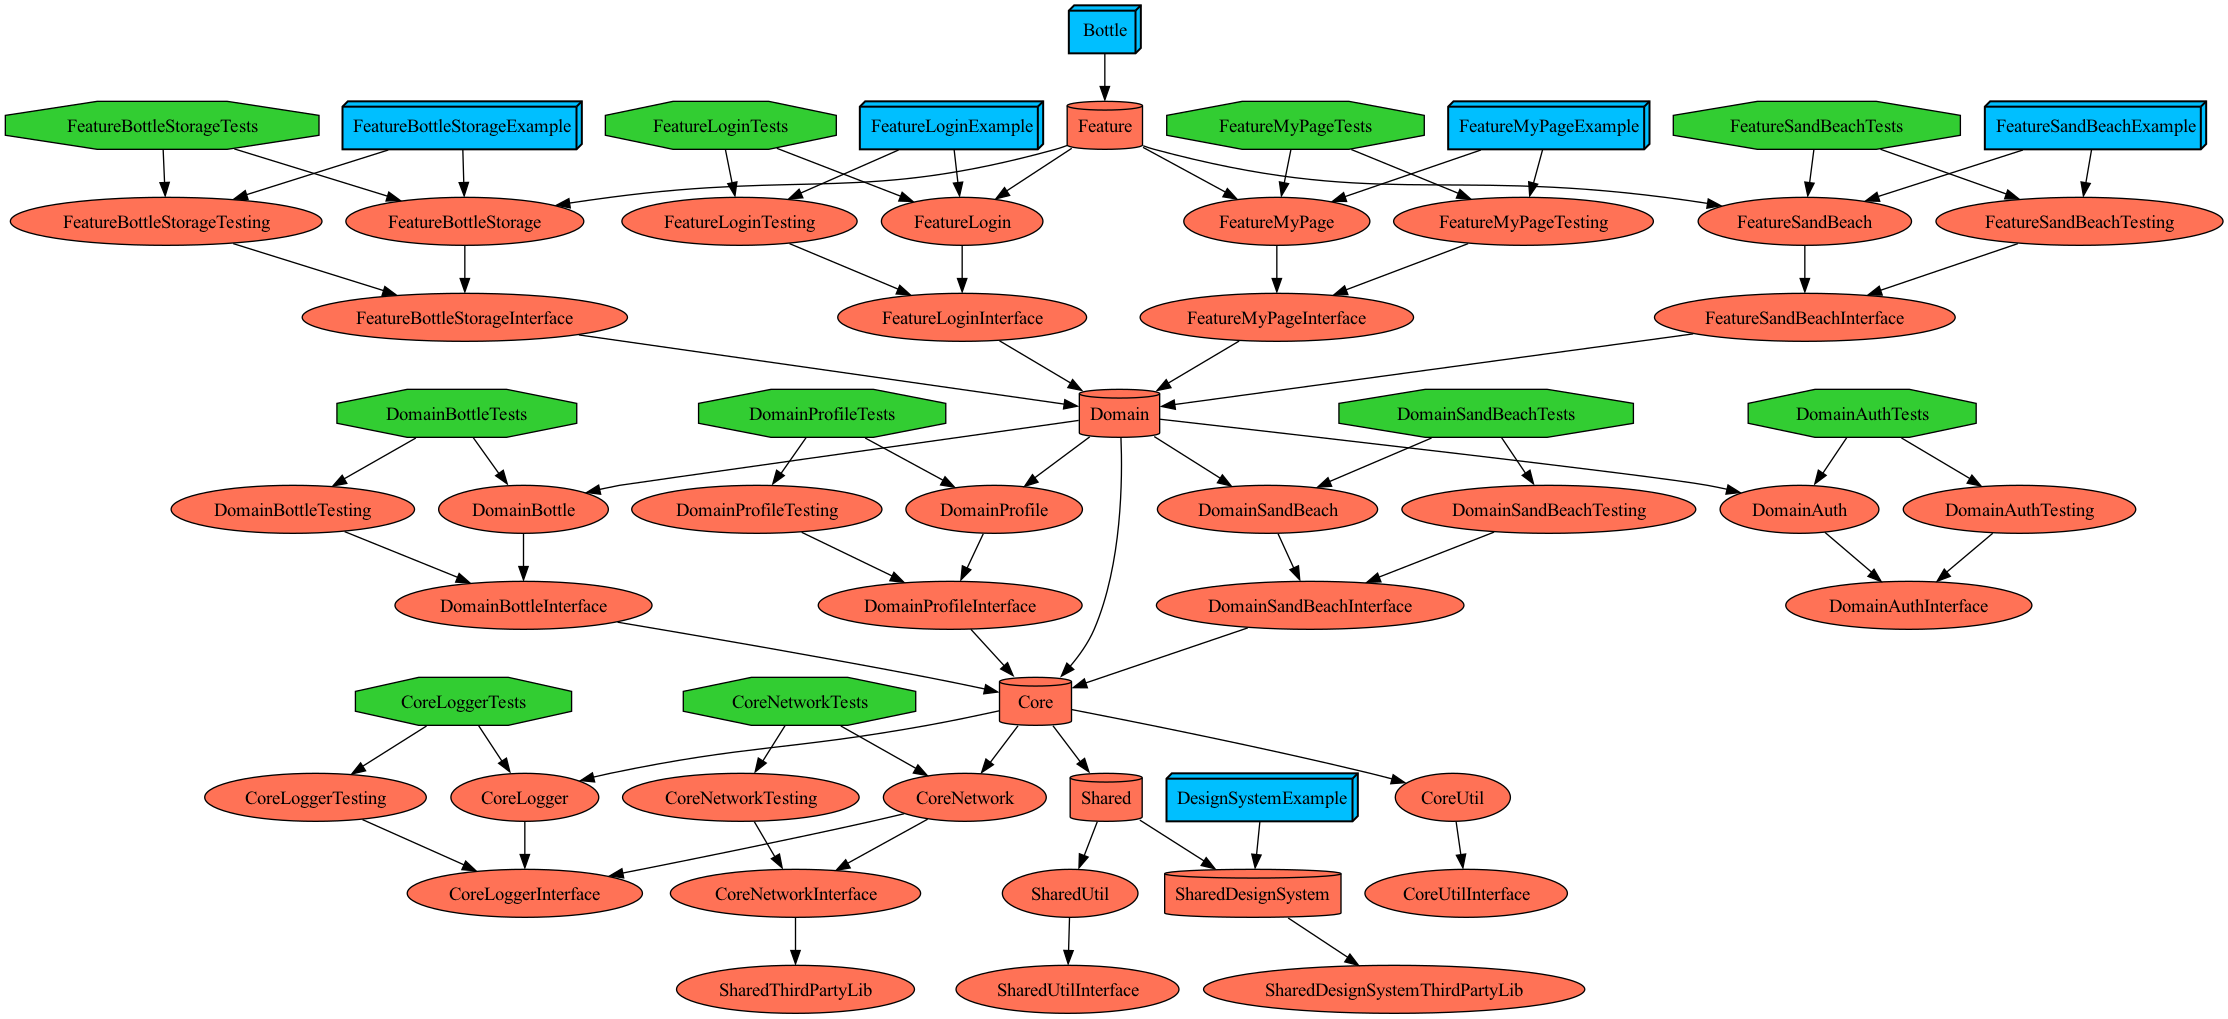 Bottle
FeatureBottleStorageTests
FeatureBottleStorageExample
FeatureLoginTests
FeatureLoginExample
Feature
FeatureMyPageTests
FeatureMyPageExample
FeatureSandBeachTests
FeatureSandBeachExample
FeatureBottleStorageTesting
FeatureBottleStorage
FeatureLoginTesting
FeatureLogin
FeatureMyPage
FeatureMyPageTesting
FeatureSandBeach
FeatureSandBeachTesting
FeatureBottleStorageInterface
FeatureLoginInterface
FeatureMyPageInterface
FeatureSandBeachInterface
DomainBottleTests
DomainProfileTests
Domain
DomainSandBeachTests
DomainAuthTests
DomainBottleTesting
DomainBottle
DomainProfileTesting
DomainProfile
DomainSandBeach
DomainSandBeachTesting
DomainAuth
DomainAuthTesting
DomainBottleInterface
DomainProfileInterface
DomainSandBeachInterface
DomainAuthInterface
CoreLoggerTests
CoreNetworkTests
Core
CoreLoggerTesting
CoreLogger
CoreNetworkTesting
CoreNetwork
Shared
DesignSystemExample
CoreUtil
CoreLoggerInterface
CoreNetworkInterface
SharedUtil
SharedDesignSystem
CoreUtilInterface
SharedThirdPartyLib
SharedUtilInterface
SharedDesignSystemThirdPartyLib